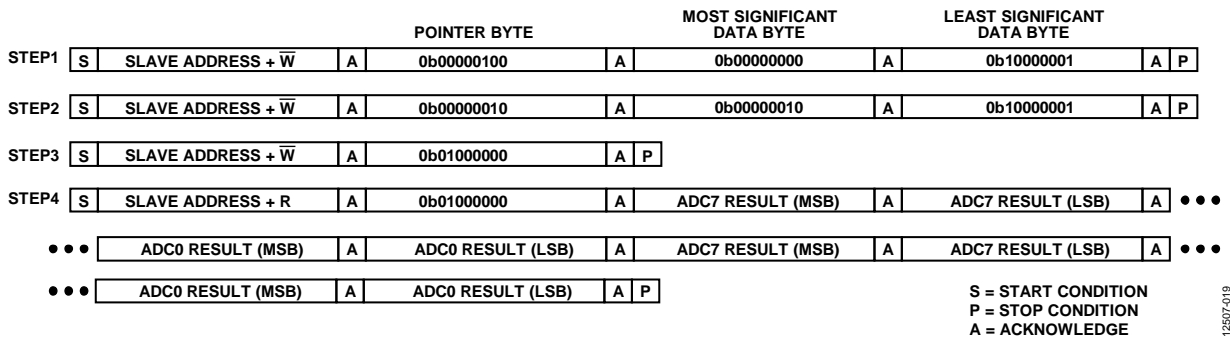 POINTER BYTE MOST SIGNIFICANT DATA BYTE LEAST SIGNIFICANT DATA BYTE
STEP1 S SLAVE ADDRESS + W̅ A 0b00000100 A 0b00000000 A 0b10000001 A P
STEP2 S SLAVE ADDRESS + W̅ A 0b00000010 A 0b00000010 A 0b10000001 A P
STEP3 S SLAVE ADDRESS + W̅ A 0b01000000 A P
STEP4 S SLAVE ADDRESS + R A 0b01000000 A ADC7 RESULT (MSB) A ADC7 RESULT (LSB) A •••
••• ADC0 RESULT (MSB) A ADC0 RESULT (LSB) A ADC7 RESULT (MSB) A ADC7 RESULT (LSB) A •••
••• ADC0 RESULT (MSB) A ADC0 RESULT (LSB) A P
S = START CONDITION
P = STOP CONDITION
A = ACKNOWLEDGE
12507-019